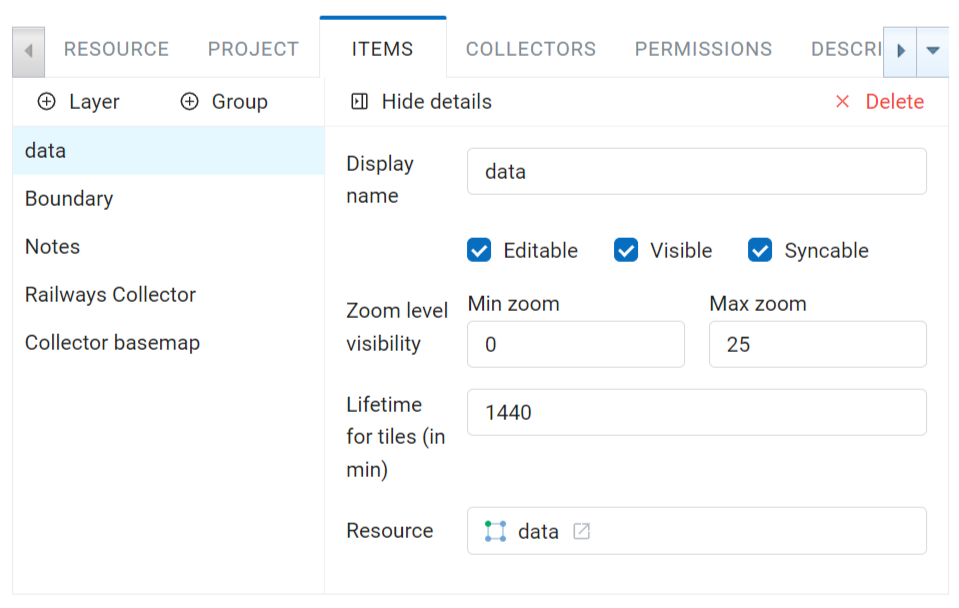 RESOURCE PROJECT ITEMS COLLECTORS PERMISSIONS DESCRI
Layer Group Hide details Delete
data
Boundary
Notes
Railways Collector
Collector basemap
Display
name
data
Editable Visible Syncable
Zoom level
visibility
Min zoom Max zoom
0 25
Lifetime
for tiles (in
min)
1440
Resource data